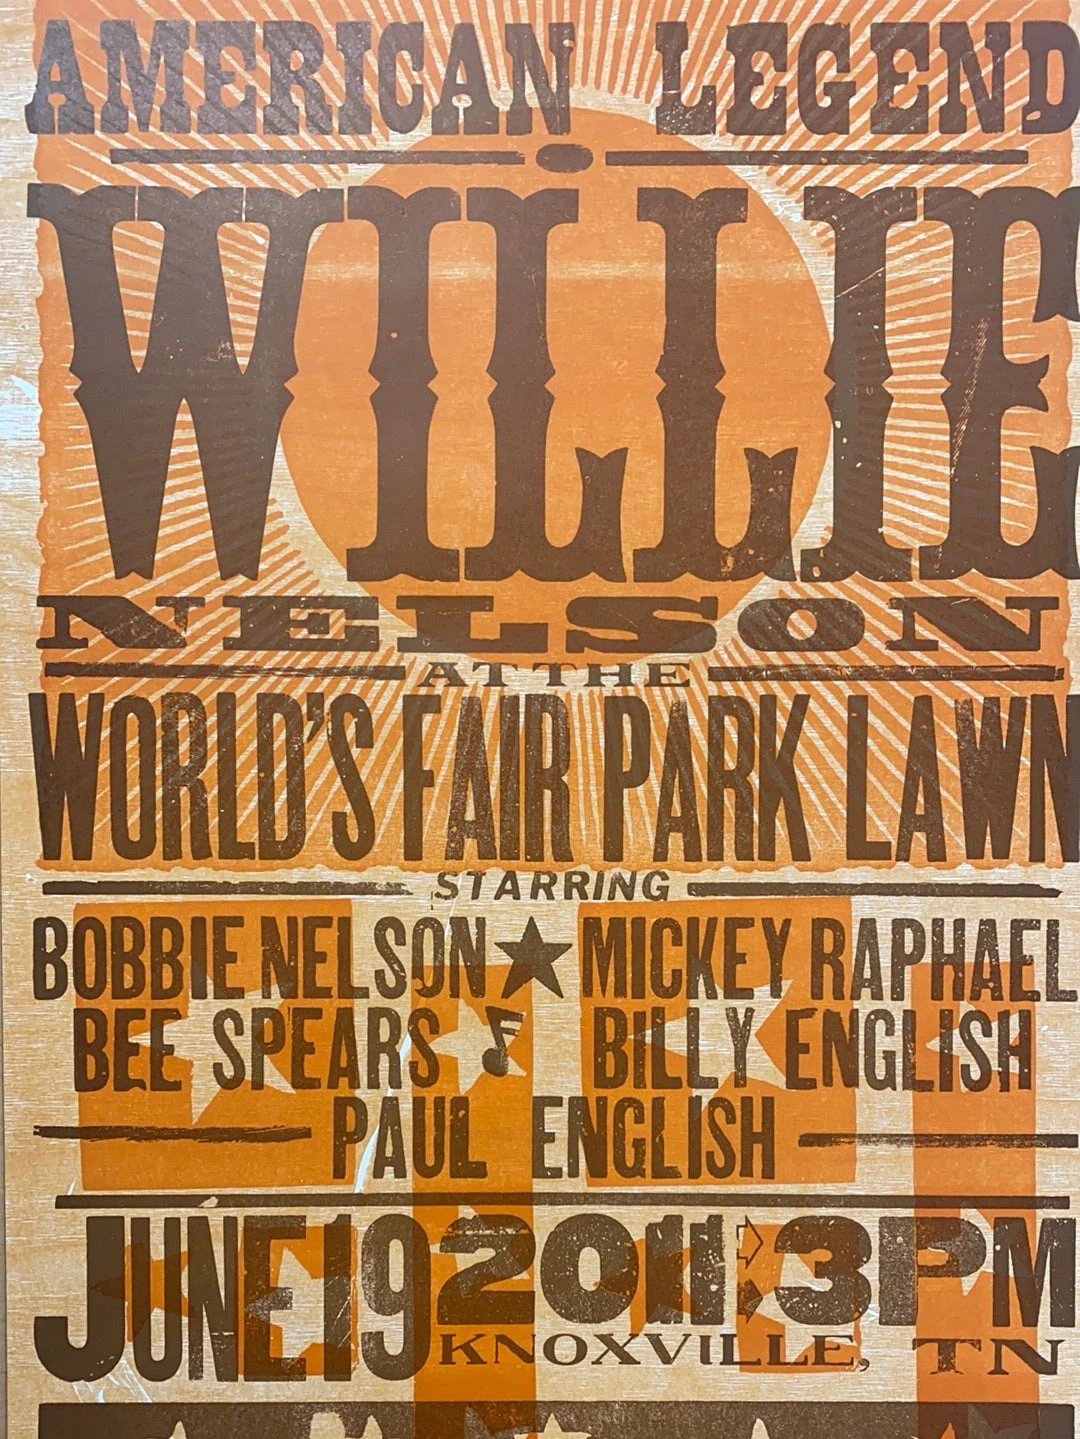 AMERICAN LEGEND
WILLIE
NELSON
AT THE
WORLD'S FAIR PARK LAWN
STARRING
BOBBIE NELSON ★ MICKEY RAPHAEL
BEE SPEARS BILLY ENGLISH
PAUL ENGLISH
JUNE 19 2011 3PM
KNOXVILLE, TN